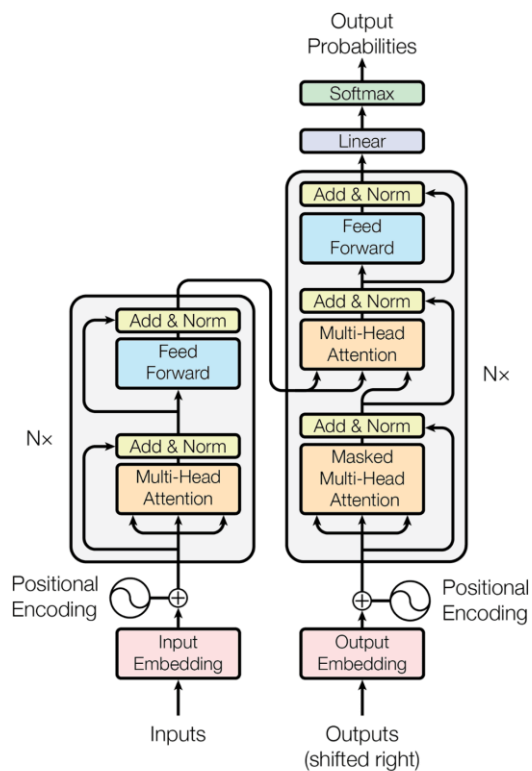 Output
Probabilities
Softmax
Linear
Add & Norm
Feed
Forward
Add & Norm
Multi-Head
Attention
Add & Norm
Masked
Multi-Head
Attention
N×
Add & Norm
Feed
Forward
Add & Norm
Multi-Head
Attention
N×
Positional
Encoding
Positional
Encoding
Input
Embedding
Output
Embedding
Inputs
Outputs
(shifted right)